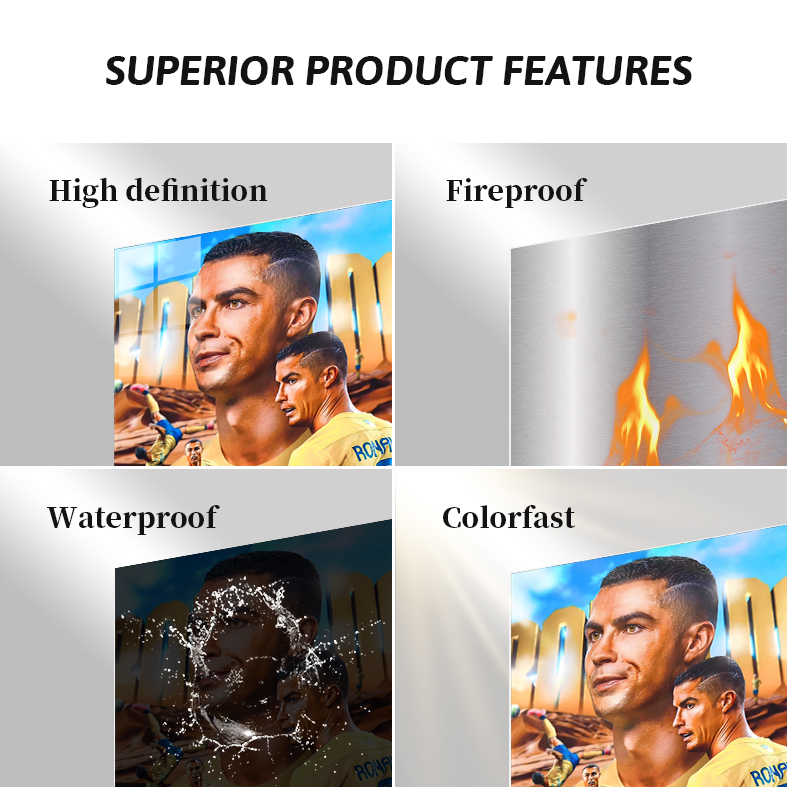 SUPERIOR PRODUCT FEATURES
High definition
Fireproof
Waterproof
Colorfast